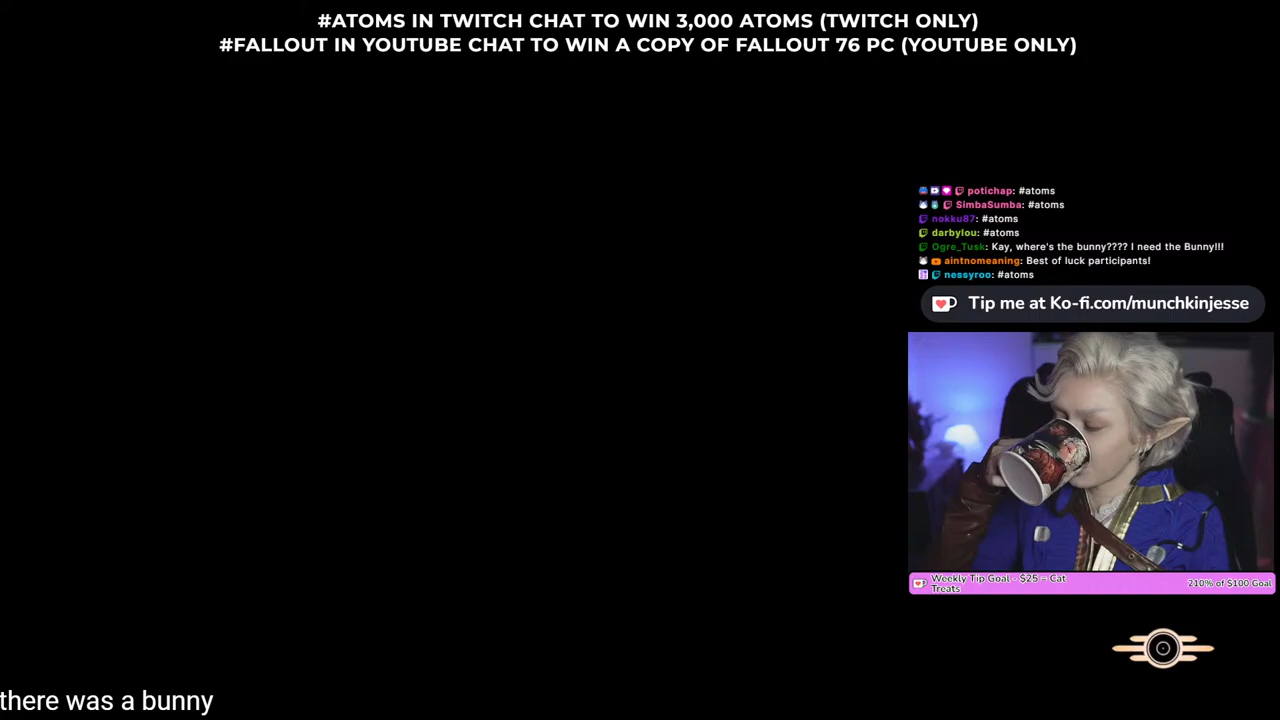 #ATOMS IN TWITCH CHAT TO WIN 3,000 ATOMS (TWITCH ONLY)
#FALLOUT IN YOUTUBE CHAT TO WIN A COPY OF FALLOUT 76 PC (YOUTUBE ONLY)
potichap: #atoms
SimbaSumba: #atoms
nokku87: #atoms
darbylou: #atoms
Ogre_Tusk: Kay, where's the bunny???? I need the Bunny!!!
aintnomeaning: Best of luck participants!
nessyroo: #atoms
Tip me at Ko-fi.com/munchkinjesse
Weekly Tip Goal - $25 = Cat
Treats
210% of $100 Goal
there was a bunny